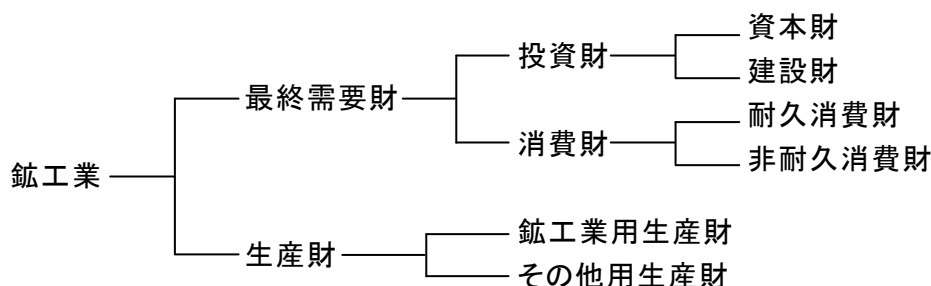 鉱工業
最終需要財
投資財
資本財
建設財
消費財
耐久消費財
非耐久消費財
生産財
鉱工業用生産財
その他用生産財